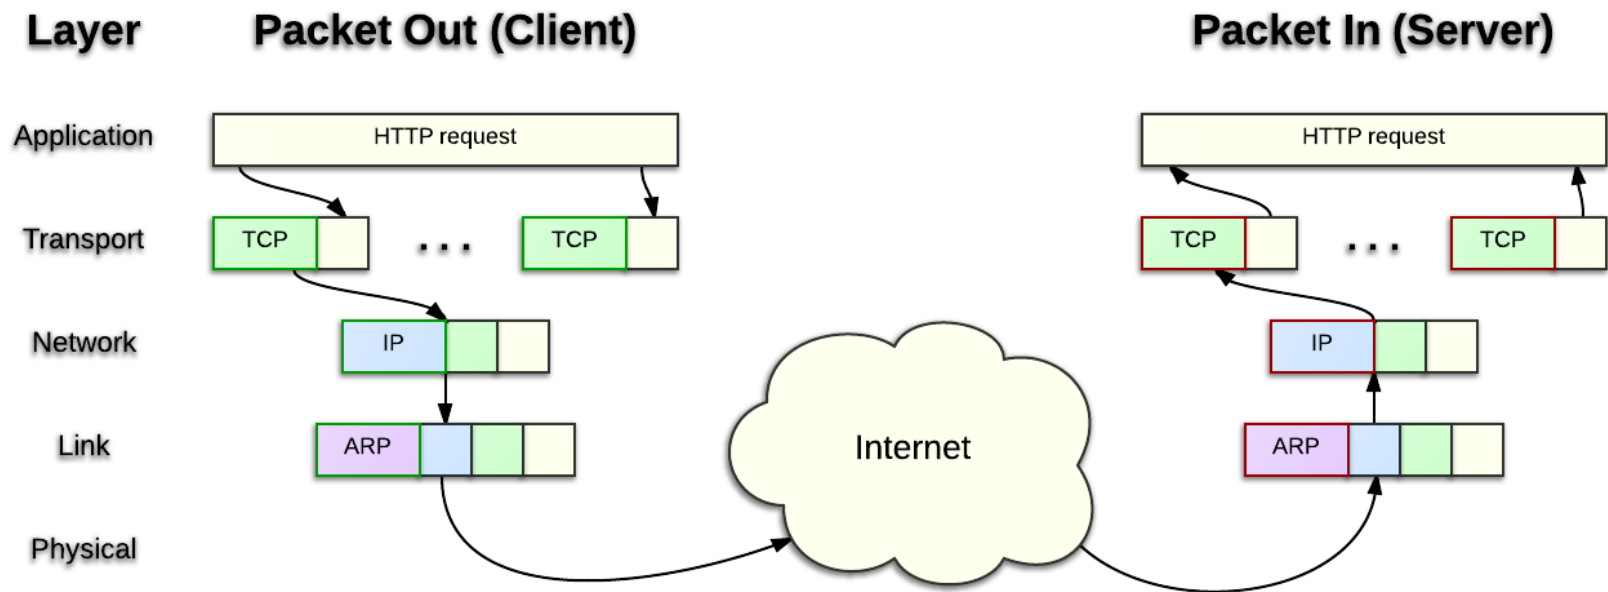 Layer Packet Out (Client) Packet In (Server)
Application HTTP request HTTP request
Transport TCP ... TCP TCP ... TCP
Network IP IP
Internet
Link ARP ARP
Physical